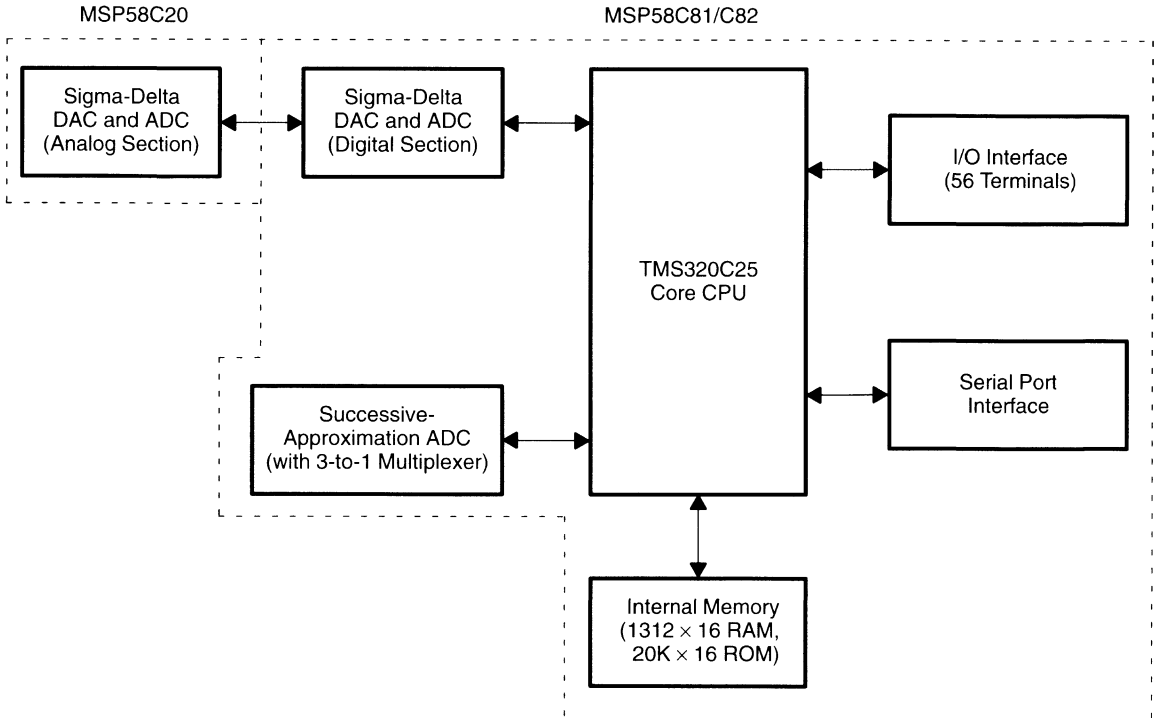 MSP58C20
MSP58C81/C82
Sigma-Delta
DAC and ADC
(Analog Section)
Sigma-Delta
DAC and ADC
(Digital Section)
I/O Interface
(56 Terminals)
TMS320C25
Core CPU
Serial Port
Interface
Successive-
Approximation ADC
(with 3-to-1 Multiplexer)
Internal Memory
(1312 × 16 RAM,
20K × 16 ROM)